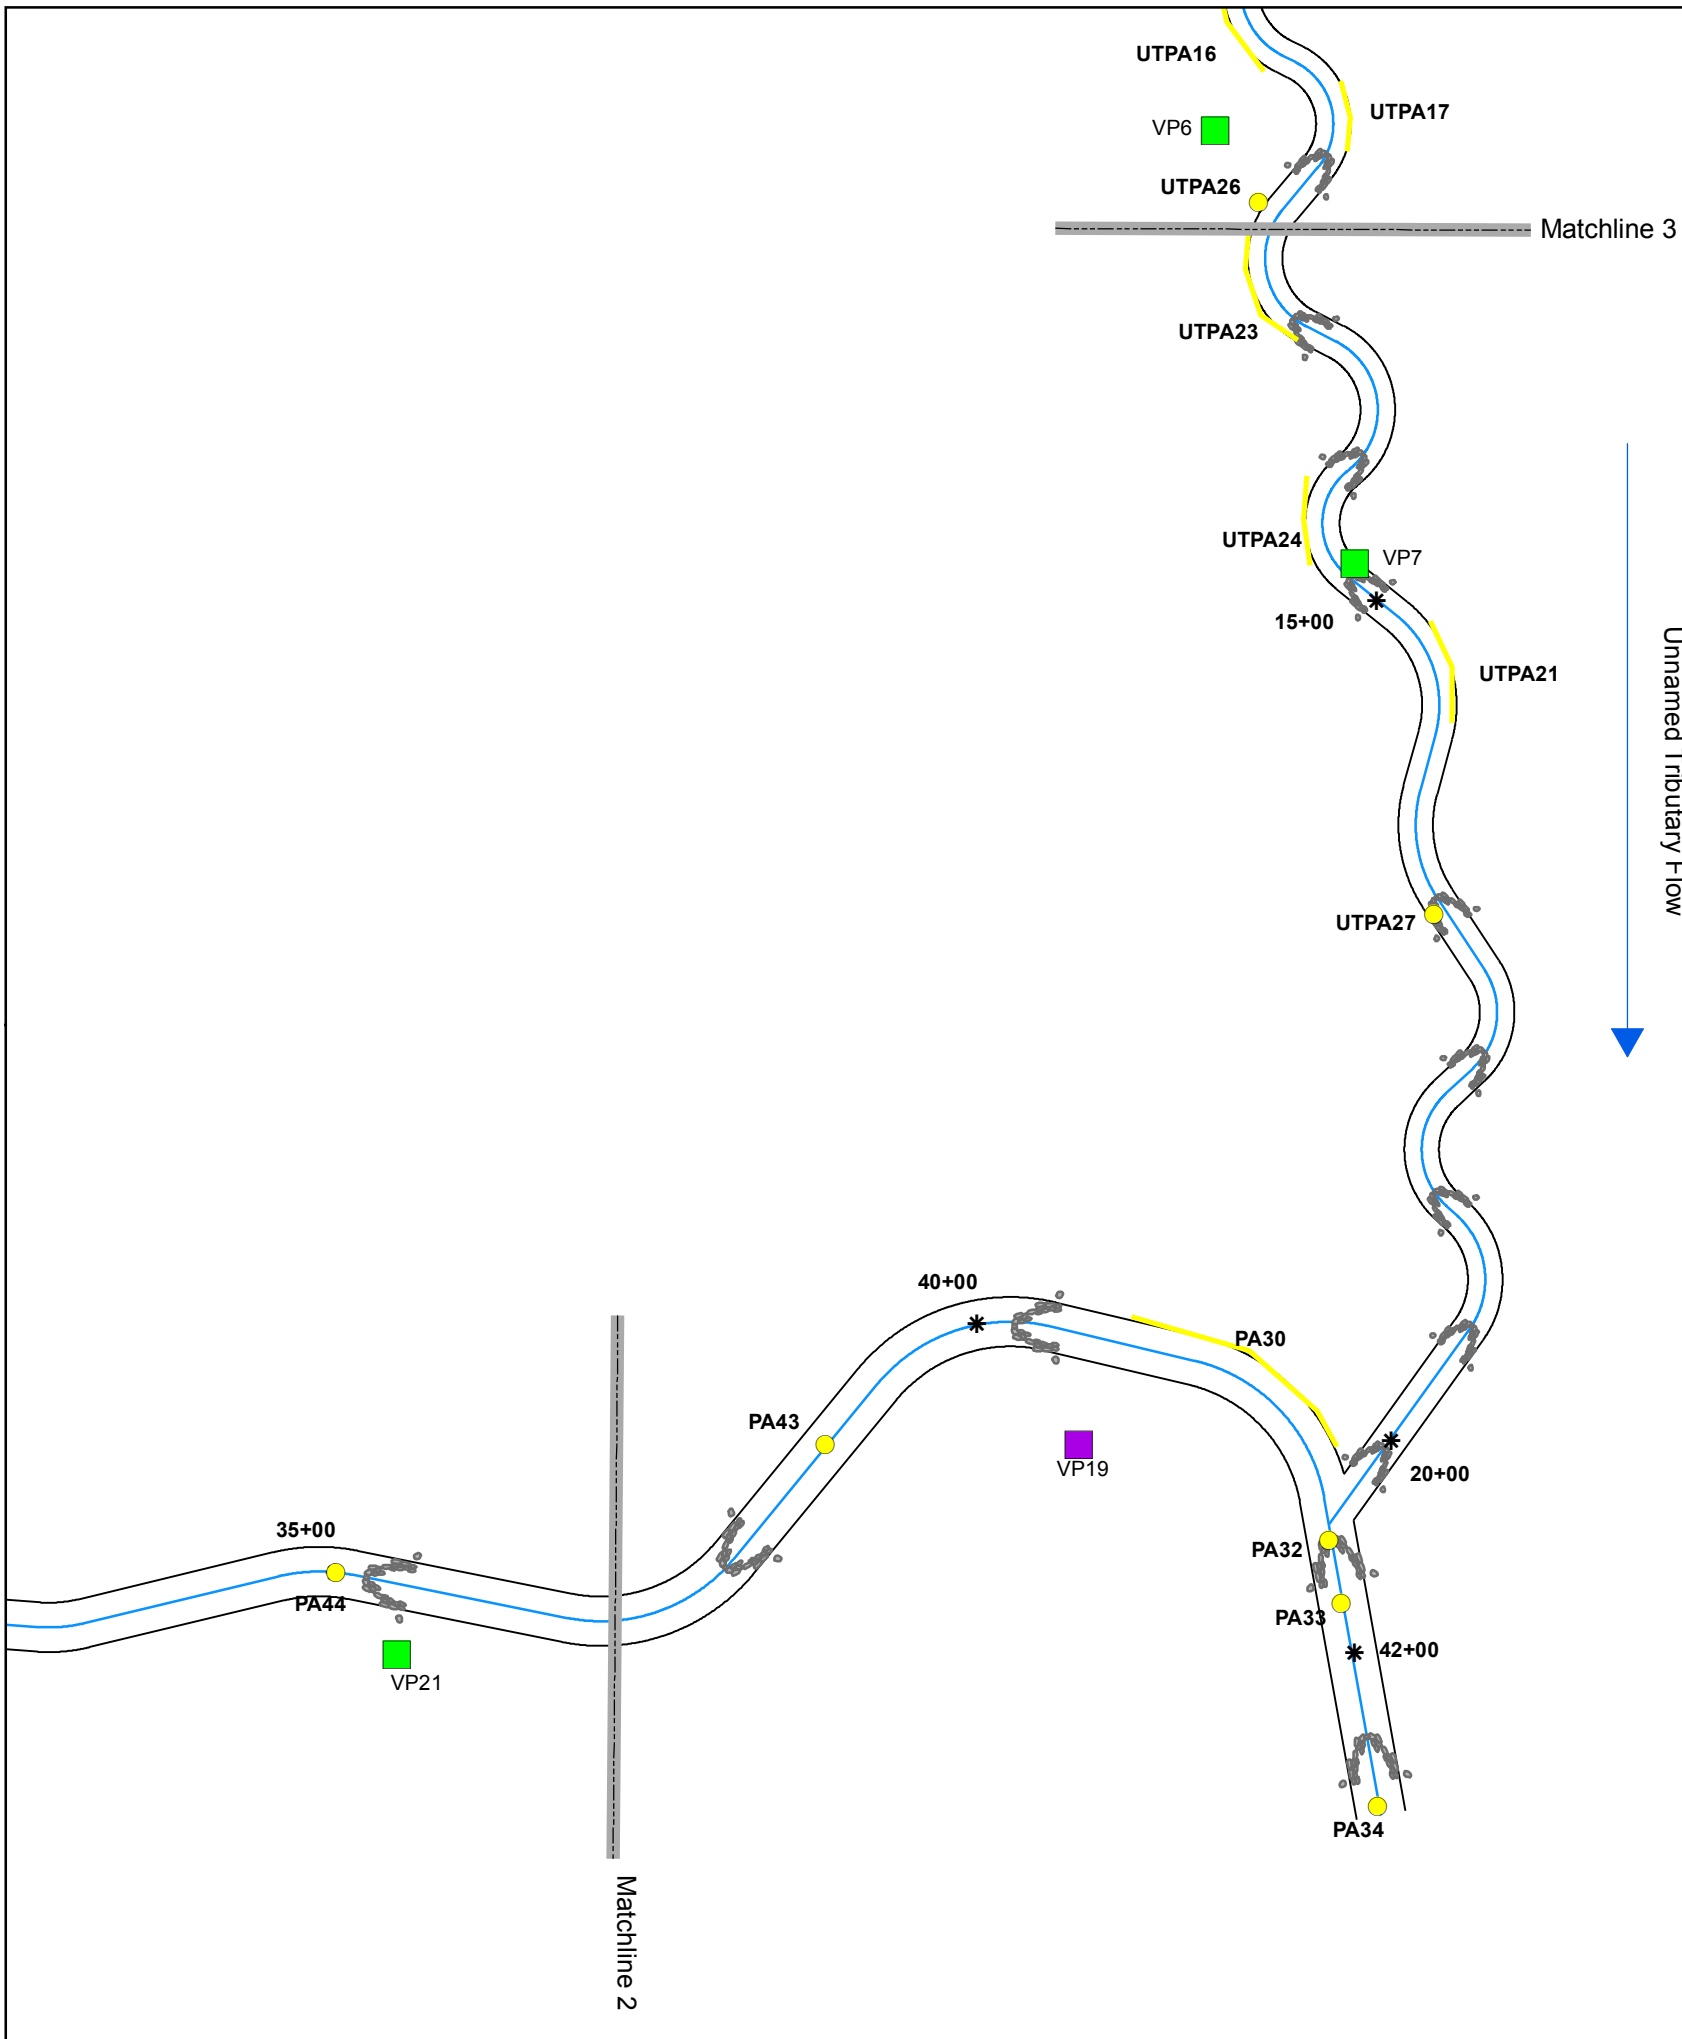 UTPA16
UTPA17
VP6
UTPA26
Matchline 3
UTPA23
UTPA24
VP7
15+00
Unnamed Tributary Flow
UTPA21
UTPA27
40+00
PA30
PA43
VP19
20+00
35+00
PA32
PA44
PA33
42+00
VP21
PA34
Matchline 2